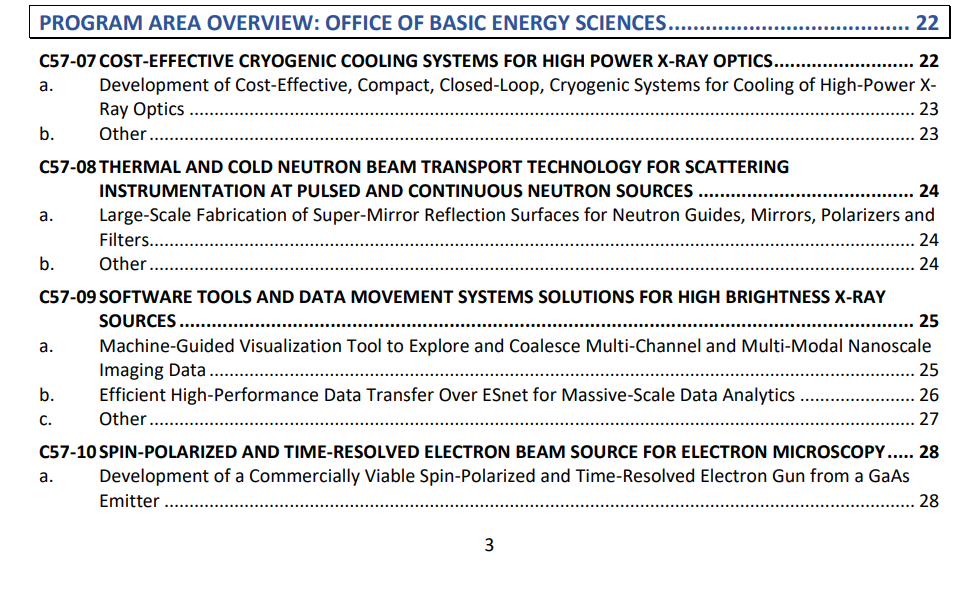 PROGRAM AREA OVERVIEW: OFFICE OF BASIC ENERGY SCIENCES.................................... 22
C57-07 COST-EFFECTIVE CRYOGENIC COOLING SYSTEMS FOR HIGH POWER X-RAY OPTICS.......................... 22
a. Development of Cost-Effective, Compact, Closed-Loop, Cryogenic Systems for Cooling of High-Power X-
Ray Optics .......... 23
b. Other .......... 23
C57-08 THERMAL AND COLD NEUTRON BEAM TRANSPORT TECHNOLOGY FOR SCATTERING
INSTRUMENTATION AT PULSED AND CONTINUOUS NEUTRON SOURCES .......... 24
a. Large-Scale Fabrication of Super-Mirror Reflection Surfaces for Neutron Guides, Mirrors, Polarizers and
Filters.......... 24
b. Other .......... 24
C57-09 SOFTWARE TOOLS AND DATA MOVEMENT SYSTEMS SOLUTIONS FOR HIGH BRIGHTNESS X-RAY
SOURCES .......... 25
a. Machine-Guided Visualization Tool to Explore and Coalesce Multi-Channel and Multi-Modal Nanoscale
Imaging Data .......... 25
b. Efficient High-Performance Data Transfer Over ESnet for Massive-Scale Data Analytics .......... 26
c. Other .......... 27
C57-10 SPIN-POLARIZED AND TIME-RESOLVED ELECTRON BEAM SOURCE FOR ELECTRON MICROSCOPY..... 28
a. Development of a Commercially Viable Spin-Polarized and Time-Resolved Electron Gun from a GaAs
Emitter .......... 28
3